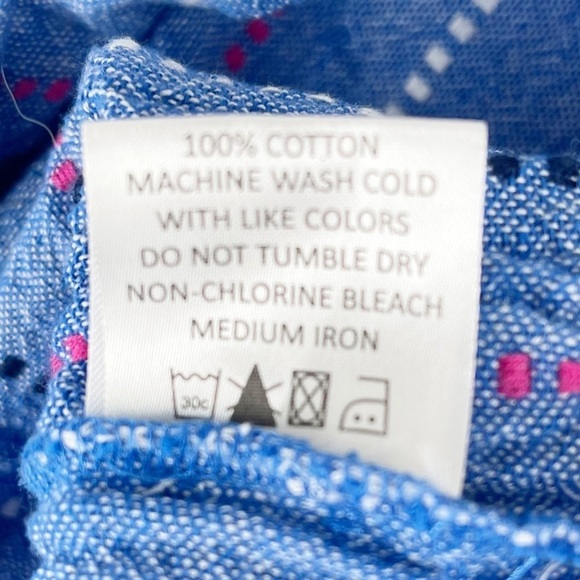 100% COTTON
MACHINE WASH COLD
WITH LIKE COLORS
DO NOT TUMBLE DRY
NON-CHLORINE BLEACH
MEDIUM IRON
30c